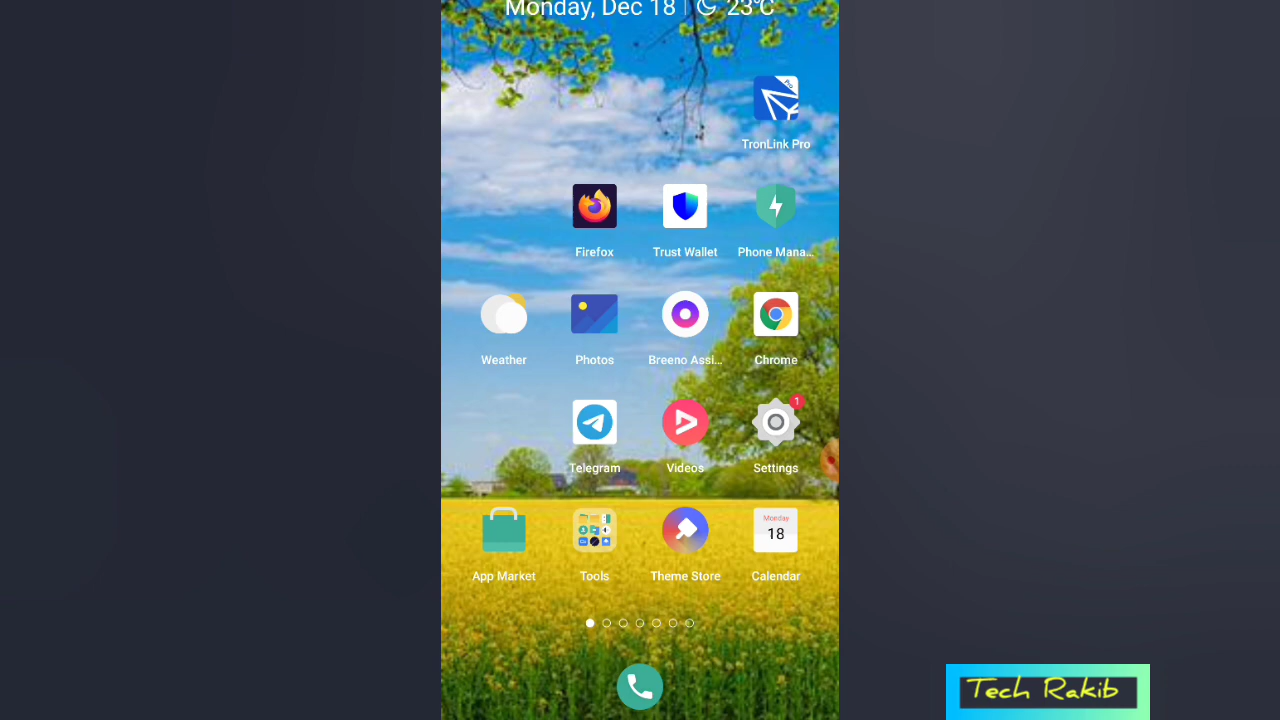 Monday, Dec 18 | 23°C
Pro
TronLink Pro
Firefox
Trust Wallet
Phone Mana...
Weather
Photos
Breeno Assi...
Chrome
1
Telegram
Videos
Settings
Monday
18
App Market
Tools
Theme Store
Calendar
Tech Rakib